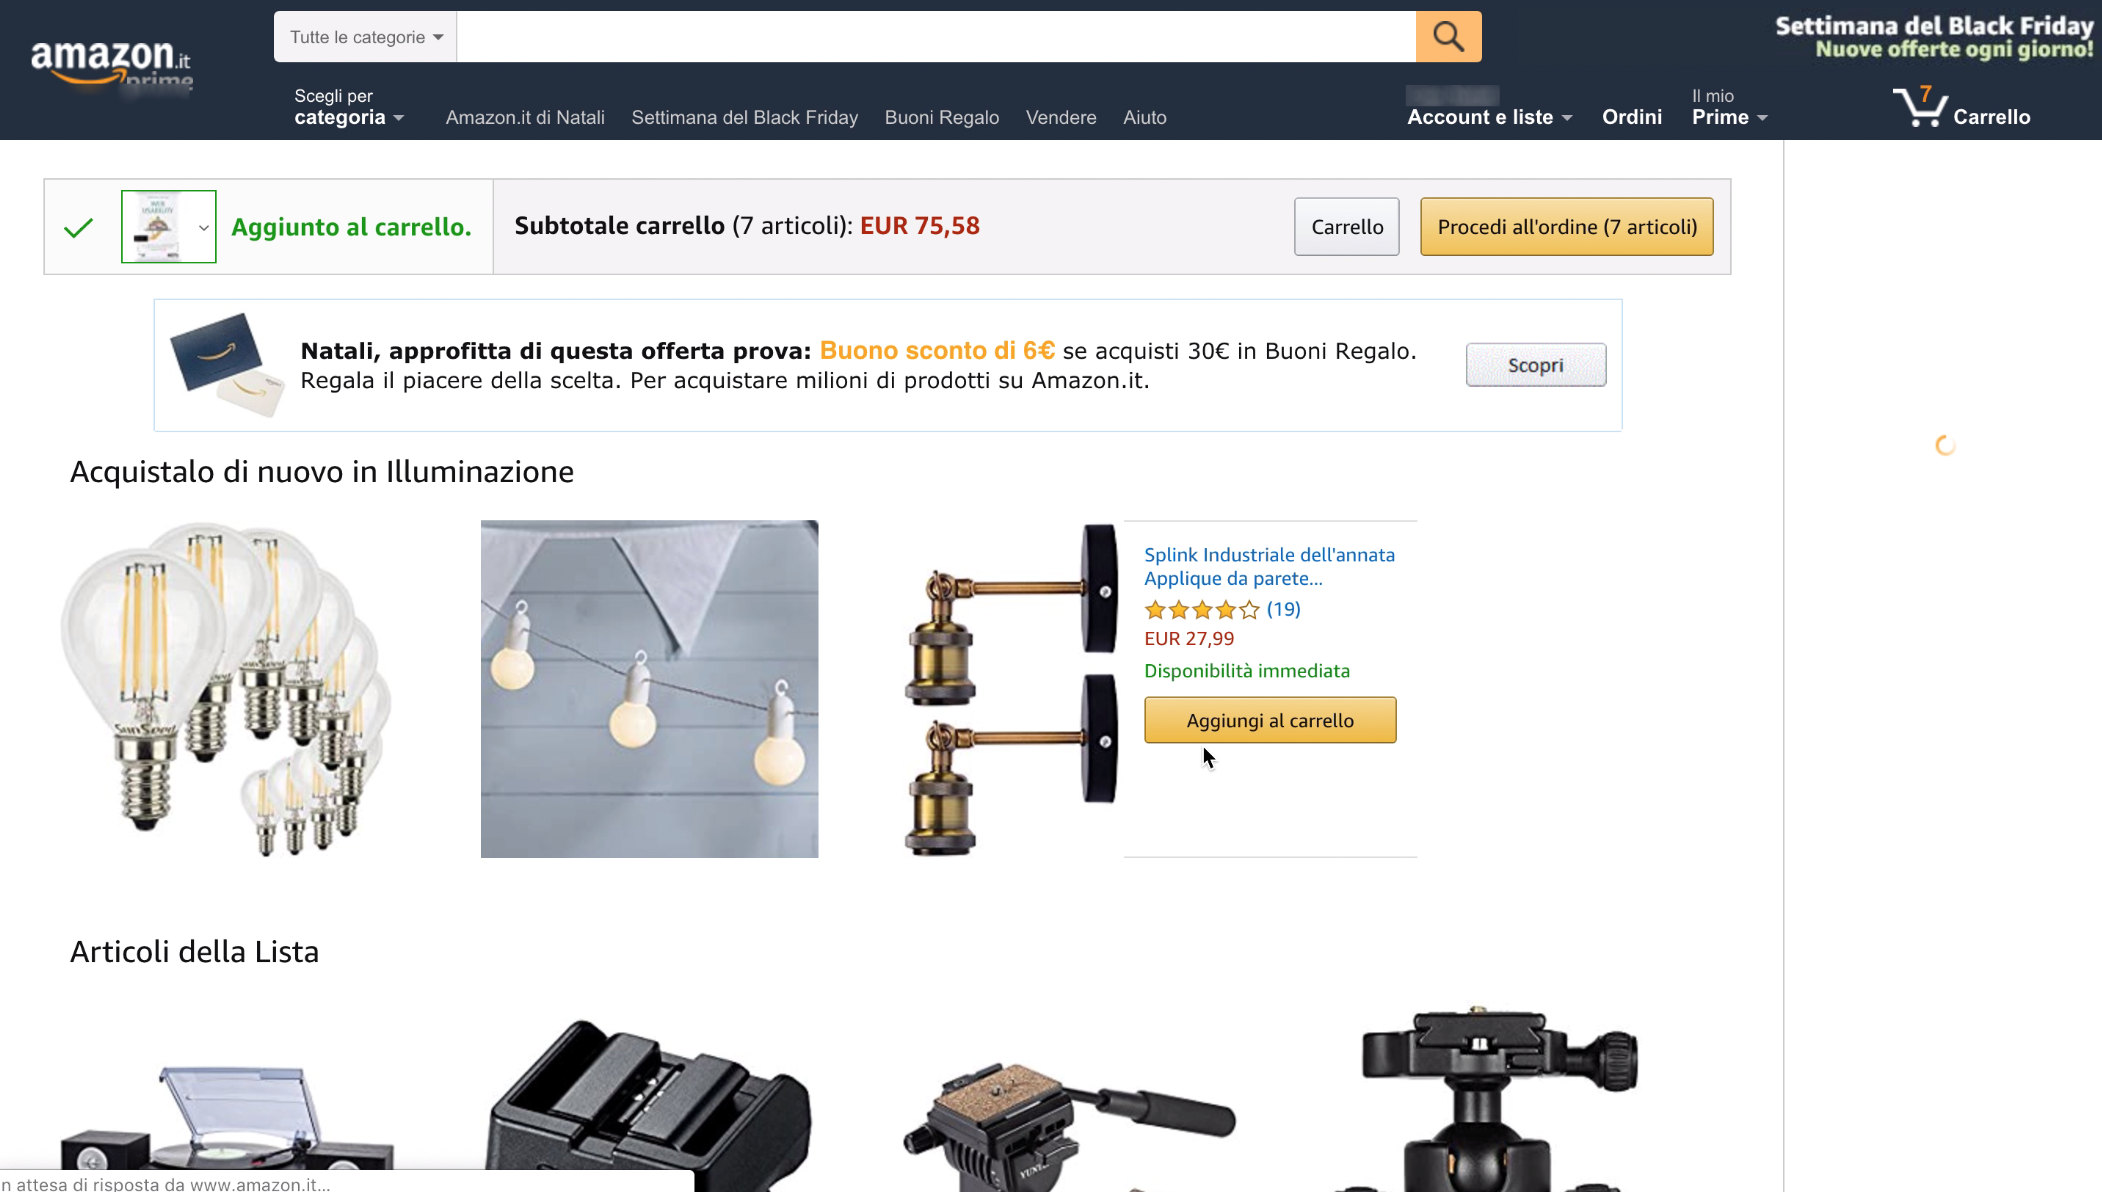 Tutte le categorie
Settimana del Black Friday
Nuove offerte ogni giorno!
amazon.it
prime
Scegli per
categoria
Amazon.it di Natali
Settimana del Black Friday
Buoni Regalo
Vendere
Aiuto
Account e liste
Ordini
Il mio
Prime
7
Carrello
WEB
USABILITY
Aggiunto al carrello.
Subtotale carrello (7 articoli): EUR 75,58
Carrello
Procedi all'ordine (7 articoli)
Natali, approfitta di questa offerta prova: Buono sconto di 6€ se acquisti 30€ in Buoni Regalo.
Regala il piacere della scelta. Per acquistare milioni di prodotti su Amazon.it.
Scopri
Acquistalo di nuovo in Illuminazione
SunSeed
Splink Industriale dell'annata
Applique da parete...
(19)
EUR 27,99
Disponibilità immediata
Aggiungi al carrello
Articoli della Lista
n attesa di risposta da www.amazon.it...